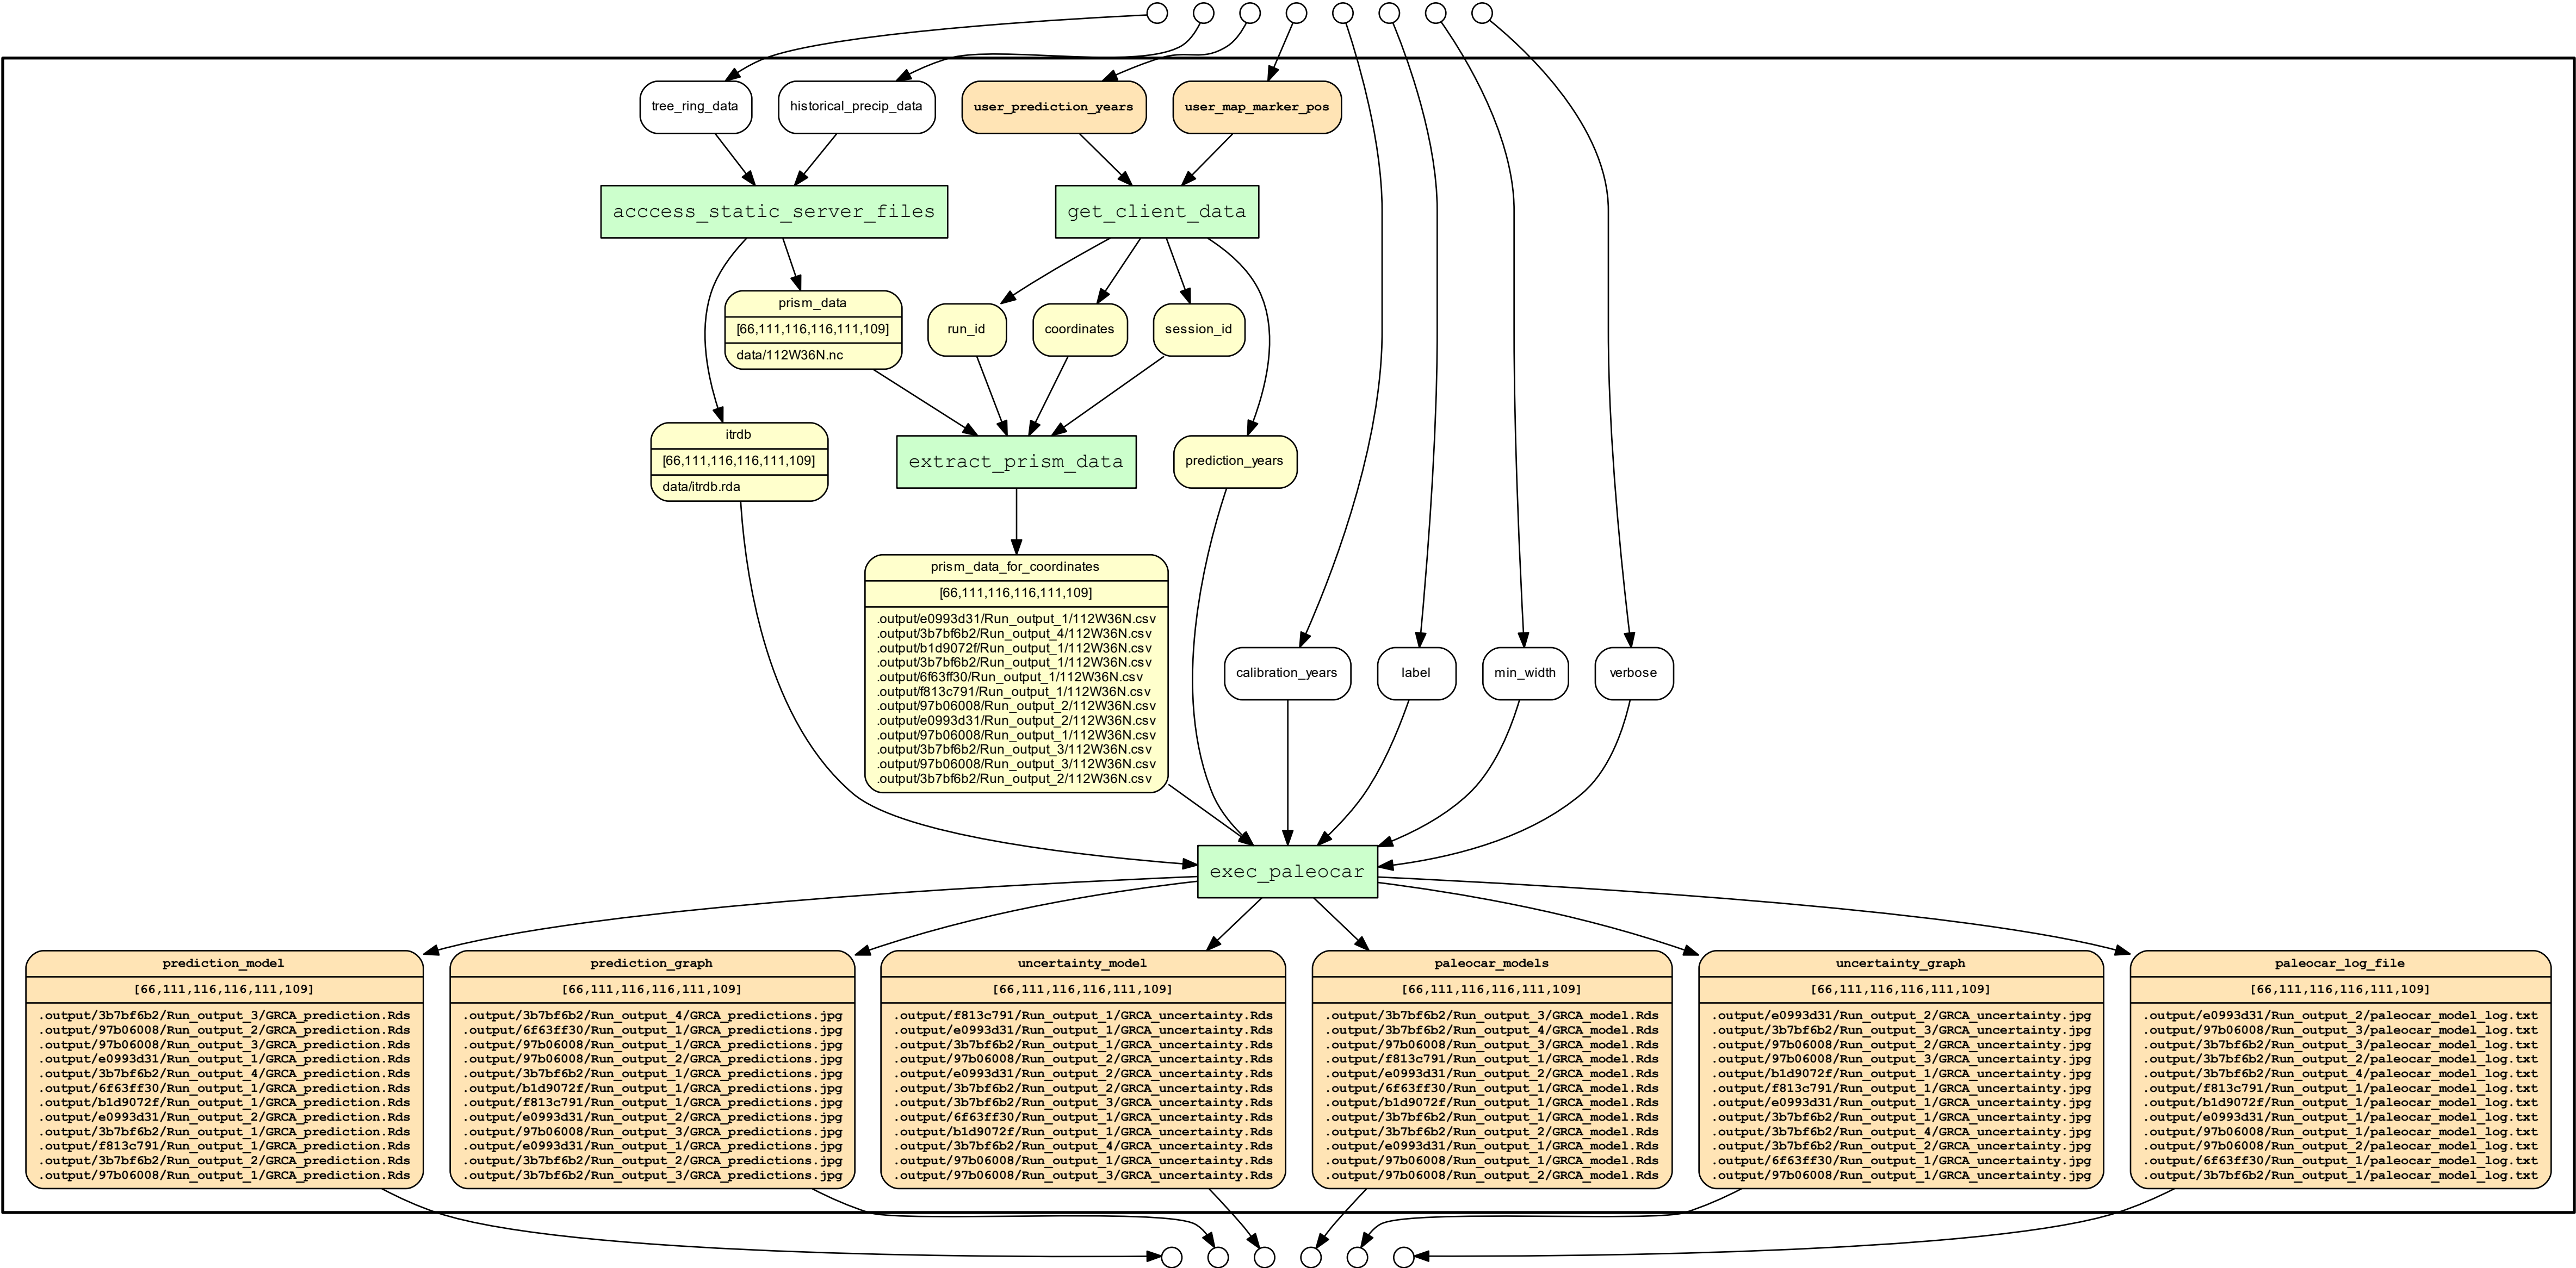 tree_ring_data
historical_precip_data
user_prediction_years
user_map_marker_pos
acccess_static_server_files
get_client_data
prism_data
[66,111,116,116,111,109]
data/112W36N.nc
run_id
coordinates
session_id
itrdb
[66,111,116,116,111,109]
data/itrdb.rda
extract_prism_data
prediction_years
prism_data_for_coordinates
[66,111,116,116,111,109]
.output/e0993d31/Run_output_1/112W36N.csv
.output/3b7bf6b2/Run_output_4/112W36N.csv
.output/b1d9072f/Run_output_1/112W36N.csv
.output/3b7bf6b2/Run_output_1/112W36N.csv
.output/6f63ff30/Run_output_1/112W36N.csv
.output/f813c791/Run_output_1/112W36N.csv
.output/97b06008/Run_output_2/112W36N.csv
.output/e0993d31/Run_output_2/112W36N.csv
.output/97b06008/Run_output_1/112W36N.csv
.output/3b7bf6b2/Run_output_3/112W36N.csv
.output/97b06008/Run_output_3/112W36N.csv
.output/3b7bf6b2/Run_output_2/112W36N.csv
calibration_years
label
min_width
verbose
exec_paleocar
prediction_model
[66,111,116,116,111,109]
.output/3b7bf6b2/Run_output_3/GRCA_prediction.Rds
.output/97b06008/Run_output_2/GRCA_prediction.Rds
.output/97b06008/Run_output_3/GRCA_prediction.Rds
.output/e0993d31/Run_output_1/GRCA_prediction.Rds
.output/3b7bf6b2/Run_output_4/GRCA_prediction.Rds
.output/6f63ff30/Run_output_1/GRCA_prediction.Rds
.output/b1d9072f/Run_output_1/GRCA_prediction.Rds
.output/e0993d31/Run_output_2/GRCA_prediction.Rds
.output/3b7bf6b2/Run_output_1/GRCA_prediction.Rds
.output/f813c791/Run_output_1/GRCA_prediction.Rds
.output/3b7bf6b2/Run_output_2/GRCA_prediction.Rds
.output/97b06008/Run_output_1/GRCA_prediction.Rds
prediction_graph
[66,111,116,116,111,109]
.output/3b7bf6b2/Run_output_4/GRCA_predictions.jpg
.output/6f63ff30/Run_output_1/GRCA_predictions.jpg
.output/97b06008/Run_output_1/GRCA_predictions.jpg
.output/97b06008/Run_output_2/GRCA_predictions.jpg
.output/3b7bf6b2/Run_output_1/GRCA_predictions.jpg
.output/b1d9072f/Run_output_1/GRCA_predictions.jpg
.output/f813c791/Run_output_1/GRCA_predictions.jpg
.output/e0993d31/Run_output_2/GRCA_predictions.jpg
.output/97b06008/Run_output_3/GRCA_predictions.jpg
.output/e0993d31/Run_output_1/GRCA_predictions.jpg
.output/3b7bf6b2/Run_output_2/GRCA_predictions.jpg
.output/3b7bf6b2/Run_output_3/GRCA_predictions.jpg
uncertainty_model
[66,111,116,116,111,109]
.output/f813c791/Run_output_1/GRCA_uncertainty.Rds
.output/e0993d31/Run_output_1/GRCA_uncertainty.Rds
.output/3b7bf6b2/Run_output_1/GRCA_uncertainty.Rds
.output/97b06008/Run_output_2/GRCA_uncertainty.Rds
.output/e0993d31/Run_output_2/GRCA_uncertainty.Rds
.output/3b7bf6b2/Run_output_2/GRCA_uncertainty.Rds
.output/3b7bf6b2/Run_output_3/GRCA_uncertainty.Rds
.output/6f63ff30/Run_output_1/GRCA_uncertainty.Rds
.output/b1d9072f/Run_output_1/GRCA_uncertainty.Rds
.output/3b7bf6b2/Run_output_4/GRCA_uncertainty.Rds
.output/97b06008/Run_output_1/GRCA_uncertainty.Rds
.output/97b06008/Run_output_3/GRCA_uncertainty.Rds
paleocar_models
[66,111,116,116,111,109]
.output/3b7bf6b2/Run_output_3/GRCA_model.Rds
.output/3b7bf6b2/Run_output_4/GRCA_model.Rds
.output/97b06008/Run_output_3/GRCA_model.Rds
.output/f813c791/Run_output_1/GRCA_model.Rds
.output/e0993d31/Run_output_2/GRCA_model.Rds
.output/6f63ff30/Run_output_1/GRCA_model.Rds
.output/b1d9072f/Run_output_1/GRCA_model.Rds
.output/3b7bf6b2/Run_output_1/GRCA_model.Rds
.output/3b7bf6b2/Run_output_2/GRCA_model.Rds
.output/e0993d31/Run_output_1/GRCA_model.Rds
.output/97b06008/Run_output_1/GRCA_model.Rds
.output/97b06008/Run_output_2/GRCA_model.Rds
uncertainty_graph
[66,111,116,116,111,109]
.output/e0993d31/Run_output_2/GRCA_uncertainty.jpg
.output/3b7bf6b2/Run_output_3/GRCA_uncertainty.jpg
.output/97b06008/Run_output_2/GRCA_uncertainty.jpg
.output/97b06008/Run_output_3/GRCA_uncertainty.jpg
.output/b1d9072f/Run_output_1/GRCA_uncertainty.jpg
.output/f813c791/Run_output_1/GRCA_uncertainty.jpg
.output/e0993d31/Run_output_1/GRCA_uncertainty.jpg
.output/3b7bf6b2/Run_output_1/GRCA_uncertainty.jpg
.output/3b7bf6b2/Run_output_4/GRCA_uncertainty.jpg
.output/3b7bf6b2/Run_output_2/GRCA_uncertainty.jpg
.output/6f63ff30/Run_output_1/GRCA_uncertainty.jpg
.output/97b06008/Run_output_1/GRCA_uncertainty.jpg
paleocar_log_file
[66,111,116,116,111,109]
.output/e0993d31/Run_output_2/paleocar_model_log.txt
.output/97b06008/Run_output_3/paleocar_model_log.txt
.output/3b7bf6b2/Run_output_3/paleocar_model_log.txt
.output/3b7bf6b2/Run_output_2/paleocar_model_log.txt
.output/3b7bf6b2/Run_output_4/paleocar_model_log.txt
.output/f813c791/Run_output_1/paleocar_model_log.txt
.output/b1d9072f/Run_output_1/paleocar_model_log.txt
.output/e0993d31/Run_output_1/paleocar_model_log.txt
.output/97b06008/Run_output_1/paleocar_model_log.txt
.output/97b06008/Run_output_2/paleocar_model_log.txt
.output/6f63ff30/Run_output_1/paleocar_model_log.txt
.output/3b7bf6b2/Run_output_1/paleocar_model_log.txt